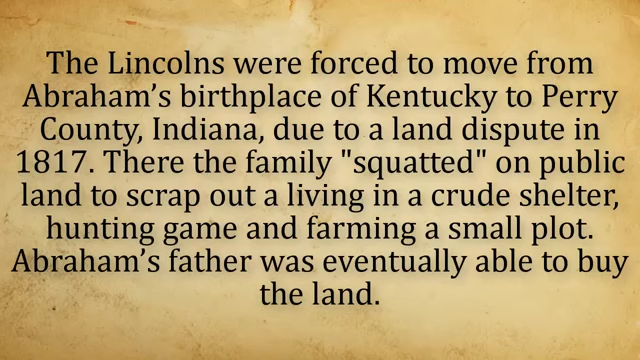 The Lincolns were forced to move from
Abraham’s birthplace of Kentucky to Perry
County, Indiana, due to a land dispute in
1817. There the family "squatted" on public
land to scrap out a living in a crude shelter,
hunting game and farming a small plot.
Abraham’s father was eventually able to buy
the land.